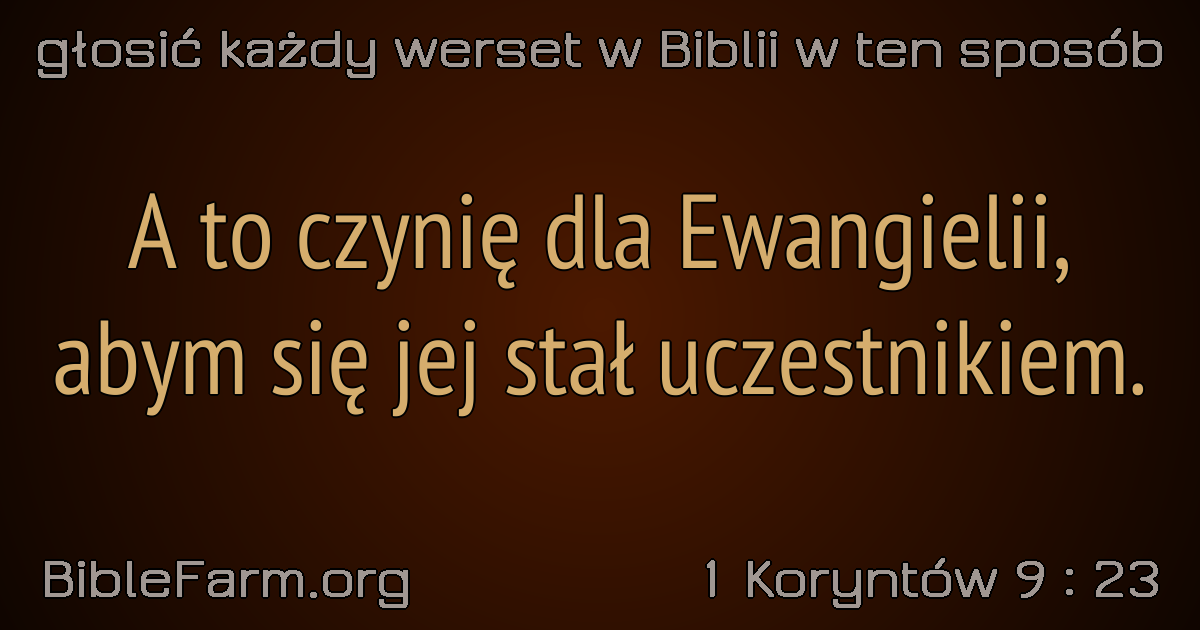 głosić każdy werset w Biblii w ten sposób
A to czynię dla Ewangielii,
abym się jej stał uczestnikiem.
BibleFarm.org
1 Koryntów 9 : 23